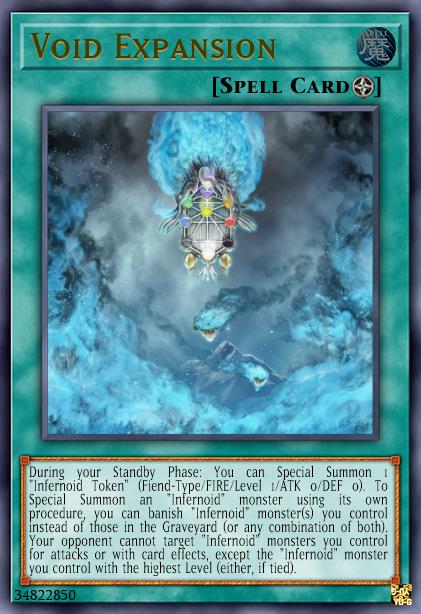 Void Expansion
魔
[Spell Card]
During your Standby Phase: You can Special Summon 1
"Infernoid Token" (Fiend-Type/FIRE/Level 1/ATK 0/DEF 0). To
Special Summon an "Infernoid" monster using its own
procedure, you can banish "Infernoid" monster(s) you control
instead of those in the Graveyard (or any combination of both).
Your opponent cannot target "Infernoid" monsters you control
for attacks or with card effects, except the "Infernoid" monster
you control with the highest Level (either, if tied).
34822850